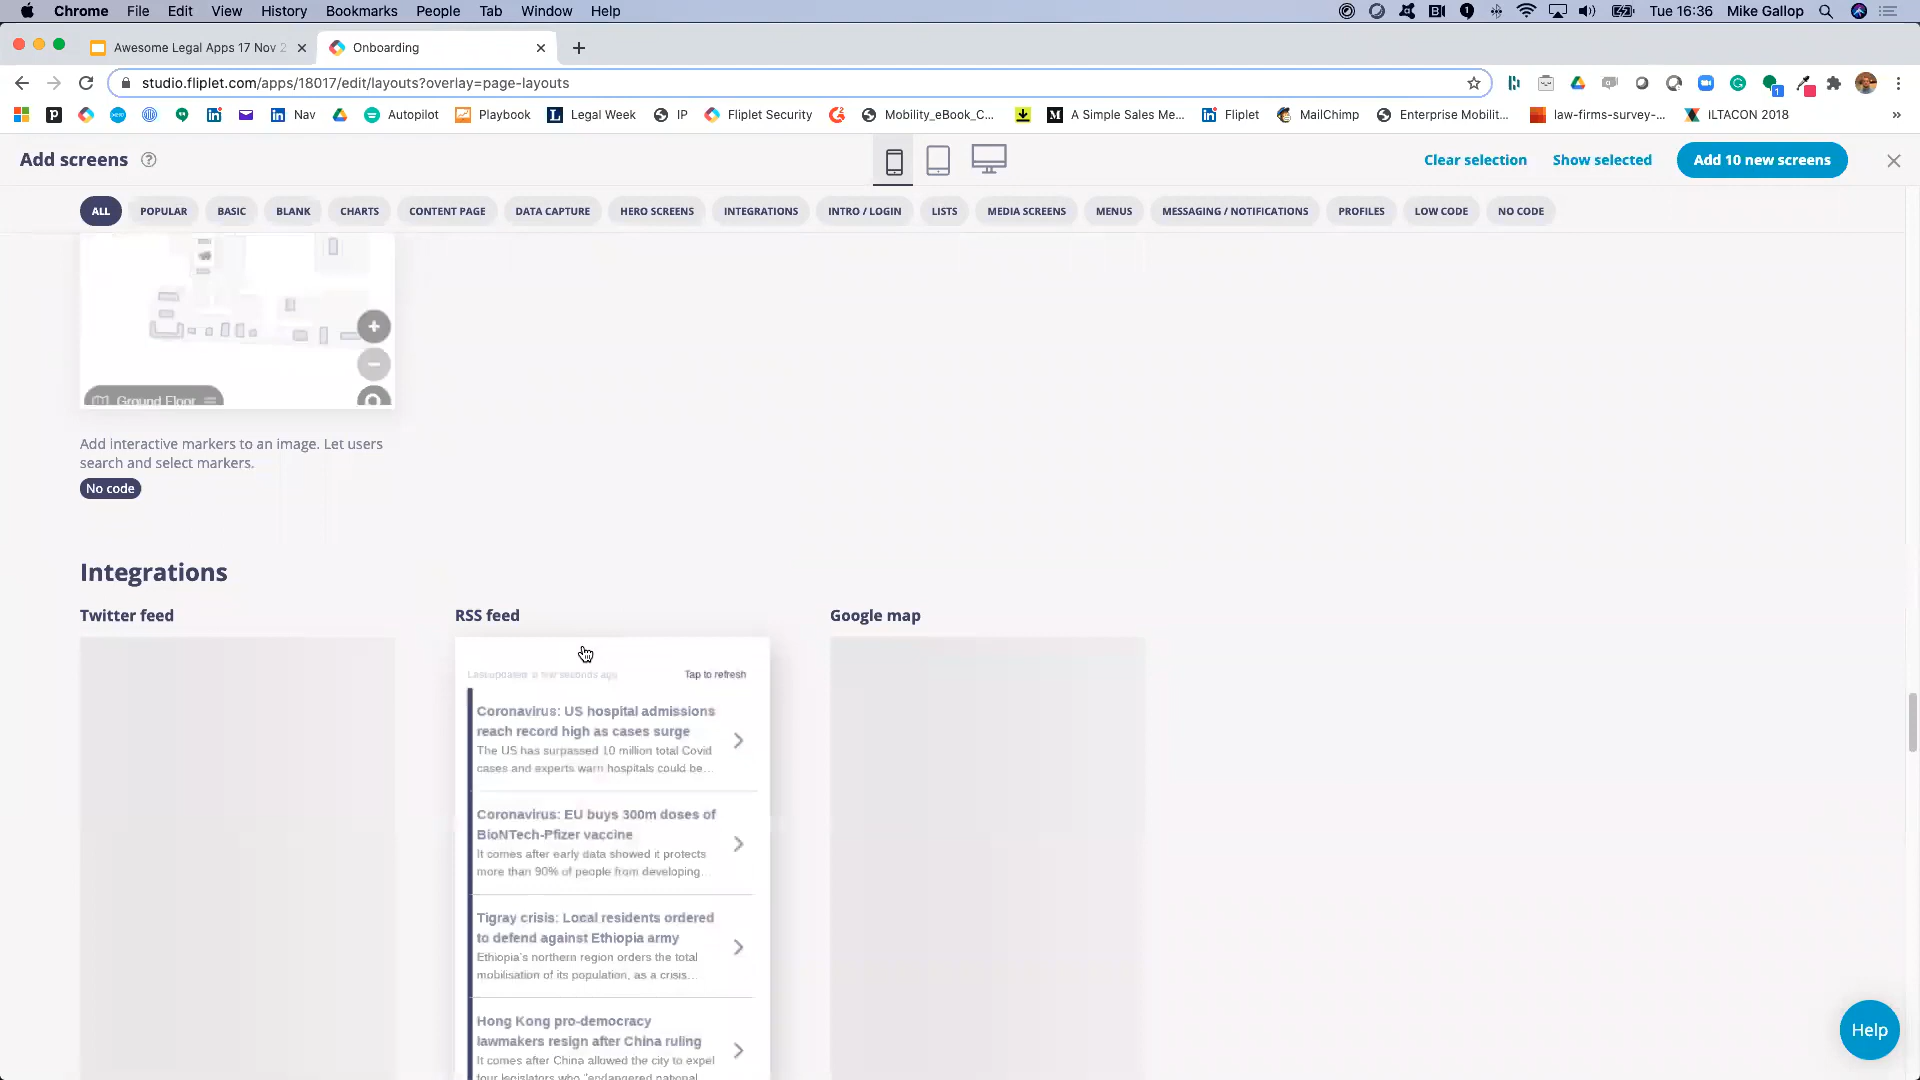 Chrome File Edit View History Bookmarks People Tab Window Help Tue 16:36 Mike Gallop
Awesome Legal Apps 17 Nov 2 Onboarding
studio.fliplet.com/apps/18017/edit/layouts?overlay=page-layouts
Nav Autopilot Playbook Legal Week IP Fliplet Security Mobility_eBook_C... A Simple Sales Me... Fliplet MailChimp Enterprise Mobilit... law-firms-survey-... ILTACON 2018 »
Add screens ? Clear selection Show selected Add 10 new screens
ALL POPULAR BASIC BLANK CHARTS CONTENT PAGE DATA CAPTURE HERO SCREENS INTEGRATIONS INTRO / LOGIN LISTS MEDIA SCREENS MENUS MESSAGING / NOTIFICATIONS PROFILES LOW CODE NO CODE
Ground Floor
Add interactive markers to an image. Let users
search and select markers.
No code
Integrations
Twitter feed RSS feed Google map
Last updated: a few seconds ago Tap to refresh
Coronavirus: US hospital admissions
reach record high as cases surge
The US has surpassed 10 million total Covid
cases and experts warn hospitals could be...
Coronavirus: EU buys 300m doses of
BioNTech-Pfizer vaccine
It comes after early data showed it protects
more than 90% of people from developing...
Tigray crisis: Local residents ordered
to defend against Ethiopia army
Ethiopia's northern region orders the total
mobilisation of its population, as a crisis...
Hong Kong pro-democracy
lawmakers resign after China ruling
It comes after China allowed the city to expel
four legislators who "endangered national
Help